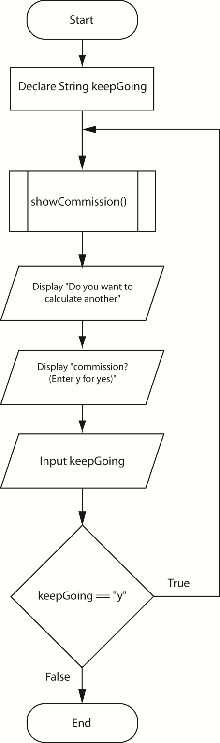 Start
Declare String keepGoing
showCommission()
Display "Do you want to
calculate another"
Display "commission?
(Enter y for yes)"
Input keepGoing
keepGoing == "y"
True
False
End